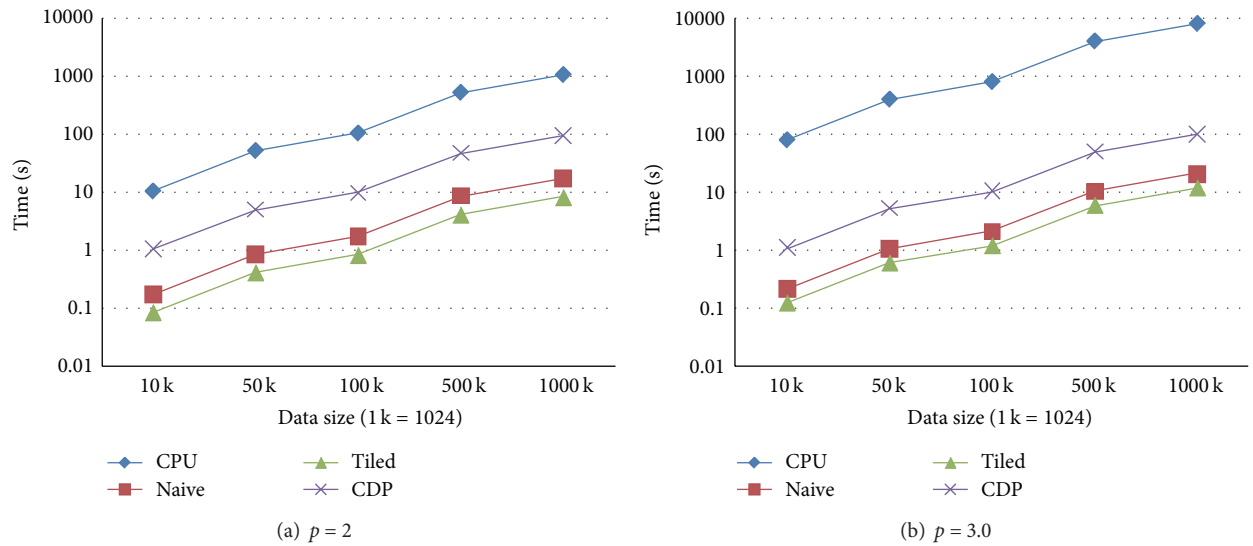 10000
1000
100
10
1
0.1
0.01
Time (s)
10 k
50 k
100 k
500 k
1000 k
Data size (1 k = 1024)
CPU
Tiled
Naive
CDP
(a) p = 2
10000
1000
100
10
1
0.1
0.01
Time (s)
10 k
50 k
100 k
500 k
1000 k
Data size (1 k = 1024)
CPU
Tiled
Naive
CDP
(b) p = 3.0